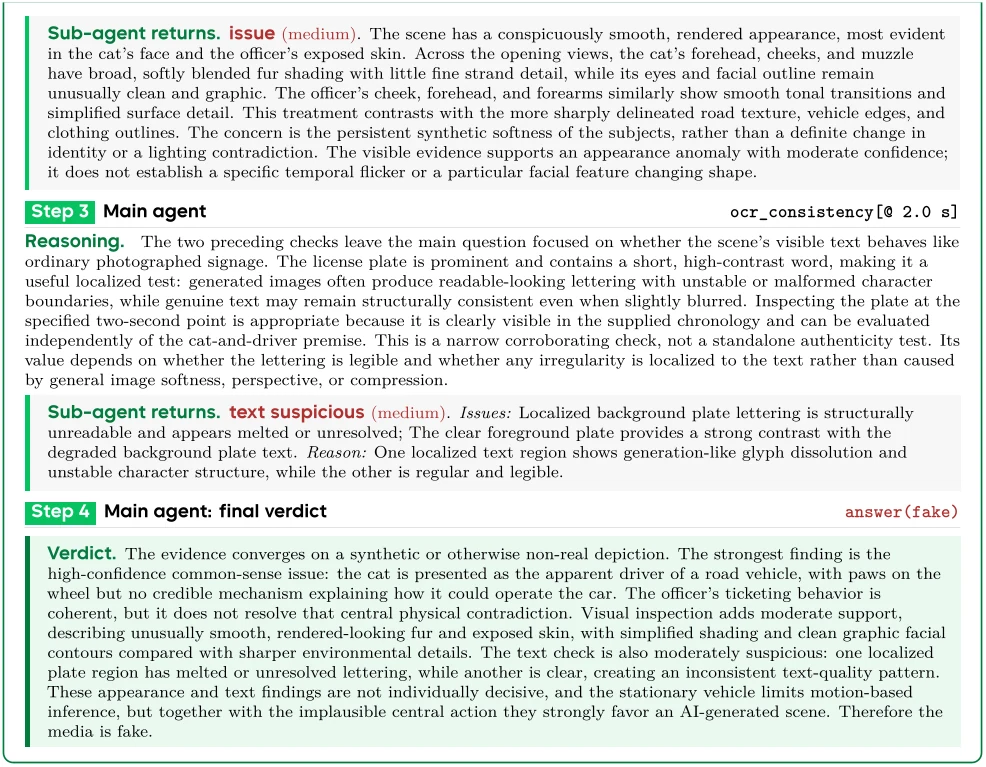 Sub-agent returns. issue (medium). The scene has a conspicuously smooth, rendered appearance, most evident
in the cat's face and the officer's exposed skin. Across the opening views, the cat's forehead, cheeks, and muzzle
have broad, softly blended fur shading with little fine strand detail, while its eyes and facial outline remain
unusually clean and graphic. The officer's cheek, forehead, and forearms similarly show smooth tonal transitions and
simplified surface detail. This treatment contrasts with the more sharply delineated road texture, vehicle edges, and
clothing outlines. The concern is the persistent synthetic softness of the subjects, rather than a definite change in
identity or a lighting contradiction. The visible evidence supports an appearance anomaly with moderate confidence;
it does not establish a specific temporal flicker or a particular facial feature changing shape.
Step 3 Main agent ocr_consistency[@ 2.0 s]
Reasoning. The two preceding checks leave the main question focused on whether the scene's visible text behaves like
ordinary photographed signage. The license plate is prominent and contains a short, high-contrast word, making it a
useful localized test: generated images often produce readable-looking lettering with unstable or malformed character
boundaries, while genuine text may remain structurally consistent even when slightly blurred. Inspecting the plate at the
specified two-second point is appropriate because it is clearly visible in the supplied chronology and can be evaluated
independently of the cat-and-driver premise. This is a narrow corroborating check, not a standalone authenticity test. Its
value depends on whether the lettering is legible and whether any irregularity is localized to the text rather than caused
by general image softness, perspective, or compression.
Sub-agent returns. text suspicious (medium). Issues: Localized background plate lettering is structurally
unreadable and appears melted or unresolved; The clear foreground plate provides a strong contrast with the
degraded background plate text. Reason: One localized text region shows generation-like glyph dissolution and
unstable character structure, while the other is regular and legible.
Step 4 Main agent: final verdict answer(fake)
Verdict. The evidence converges on a synthetic or otherwise non-real depiction. The strongest finding is the
high-confidence common-sense issue: the cat is presented as the apparent driver of a road vehicle, with paws on the
wheel but no credible mechanism explaining how it could operate the car. The officer's ticketing behavior is
coherent, but it does not resolve that central physical contradiction. Visual inspection adds moderate support,
describing unusually smooth, rendered-looking fur and exposed skin, with simplified shading and clean graphic facial
contours compared with sharper environmental details. The text check is also moderately suspicious: one localized
plate region has melted or unresolved lettering, while another is clear, creating an inconsistent text-quality pattern.
These appearance and text findings are not individually decisive, and the stationary vehicle limits motion-based
inference, but together with the implausible central action they strongly favor an AI-generated scene. Therefore the
media is fake.